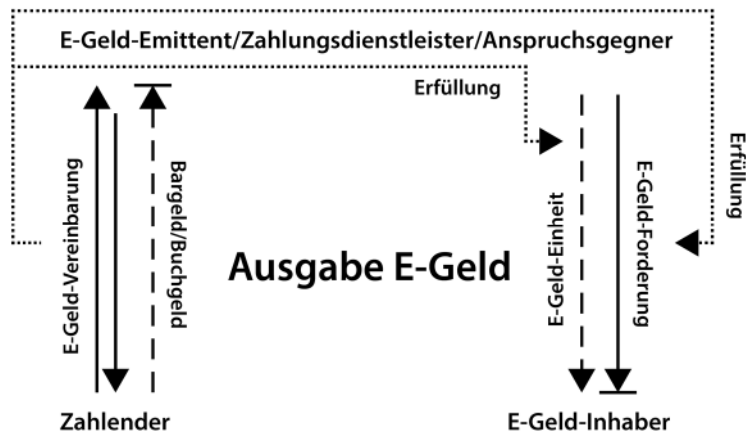 E-Geld-Emittent/Zahlungsdienstleister/Anspruchsgegner
Erfüllung
Erfüllung
E-Geld-Vereinbarung
Bargeld/Buchgeld
Ausgabe E-Geld
E-Geld-Einheit
E-Geld-Forderung
Zahlender
E-Geld-Inhaber